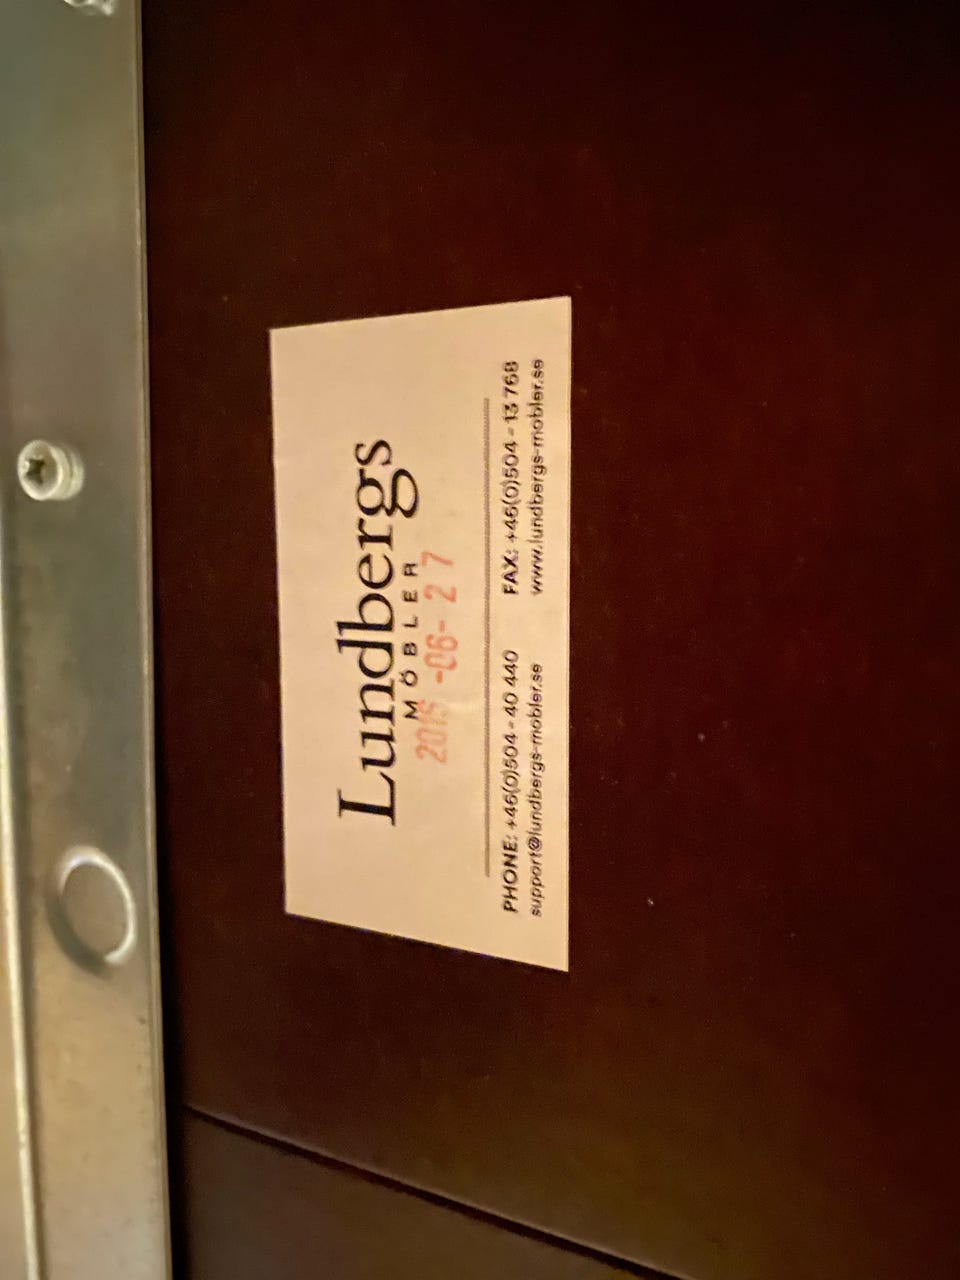 Lundbergs
MÖBLER
-06-27
PHONE: +46(0)504 - 40 440
FAX: +46(0)504 - 13 768
support@lundbergs-mobler.se
www.lundbergs-mobler.se